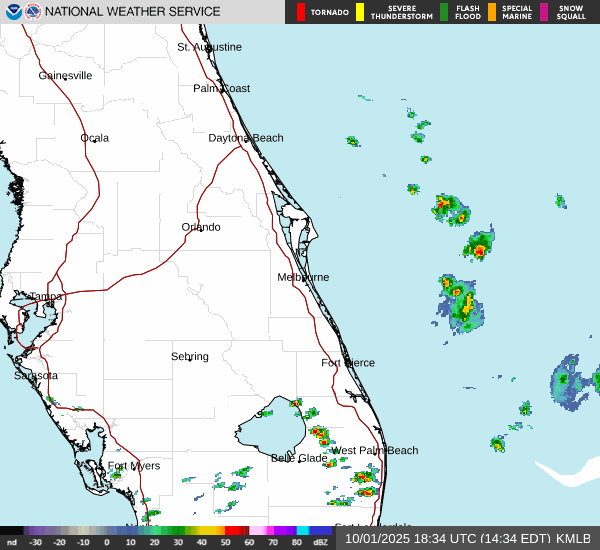 NATIONAL WEATHER SERVICE
TORNADO
SEVERE THUNDERSTORM
FLASH FLOOD
SPECIAL MARINE
SNOW SQUALL
St. Augustine
Gainesville
Palm Coast
Ocala
Daytona Beach
Orlando
Melbourne
Tampa
Sebring
Fort Pierce
Sarasota
West Palm Beach
Belle Glade
Fort Myers
nd -30 -20 -10 0 10 20 30 40 50 60 70 80 dBZ
10/01/2025 18:34 UTC (14:34 EDT) KMLB